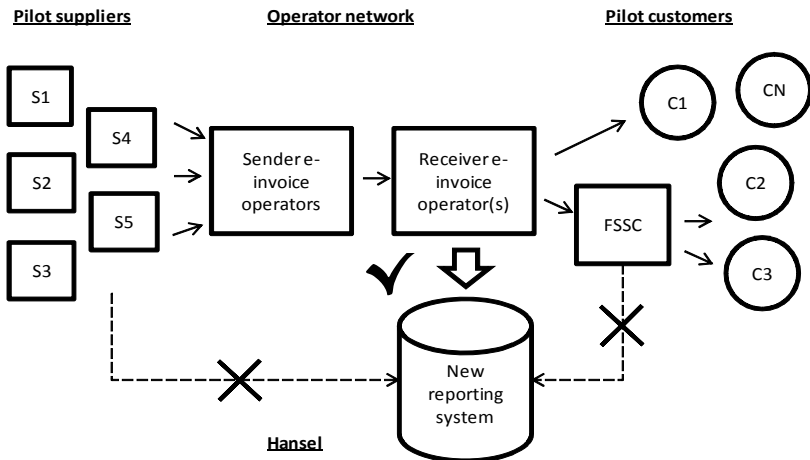 Pilot suppliers
Operator network
Pilot customers
S1
S4
S2
S5
S3
Sender e-
invoice
operators
Receiver e-
invoice
operator(s)
C1
CN
C2
FSSC
C3
New
reporting
system
Hansel